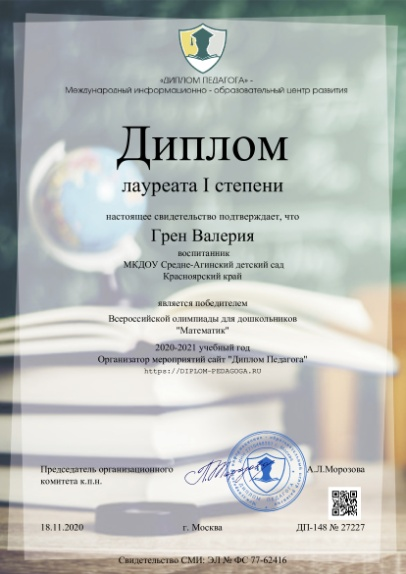 «ДИПЛОМ ПЕДАГОГА» -
Международный информационно - образовательный центр развития
Диплом
лауреата I степени
настоящее свидетельство подтверждает, что
Грен Валерия
воспитанник
МКДОУ Средне-Агинский детский сад
Красноярский край
является победителем
Всероссийской олимпиады для дошкольников
"Математик"
2020-2021 учебный год
Организатор мероприятий сайт "Диплом Педагога"
https://DIPLOM-PEDAGOGA.RU
Председатель организационного
комитета к.п.н.
А.Л.Морозова
18.11.2020
г. Москва
ДП-148 № 27227
Свидетельство СМИ: ЭЛ № ФС 77-62416